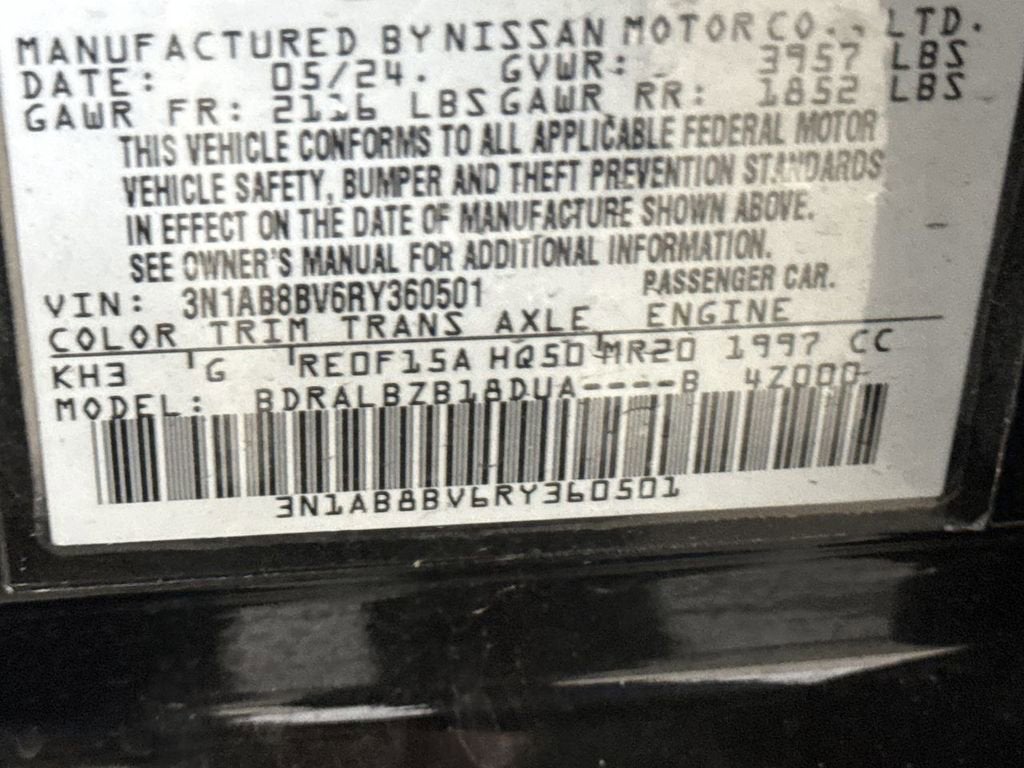 MANUFACTURED BY NISSAN MOTOR CO., LTD.
DATE: 05/24. GVWR: 3957 LBS
GAWR FR: 2116 LBS GAWR RR: 1852 LBS
THIS VEHICLE CONFORMS TO ALL APPLICABLE FEDERAL MOTOR
VEHICLE SAFETY, BUMPER AND THEFT PREVENTION STANDARDS
IN EFFECT ON THE DATE OF MANUFACTURE SHOWN ABOVE.
SEE OWNER'S MANUAL FOR ADDITIONAL INFORMATION.
VIN: 3N1AB8BV6RY360501 PASSENGER CAR.
COLOR TRIM TRANS AXLE ENGINE
KH3 G RE0F15A HQ50 MR20 1997 CC
MODEL: BDRALBZB18DUA----B 4Z000-
3N1AB8BV6RY360501